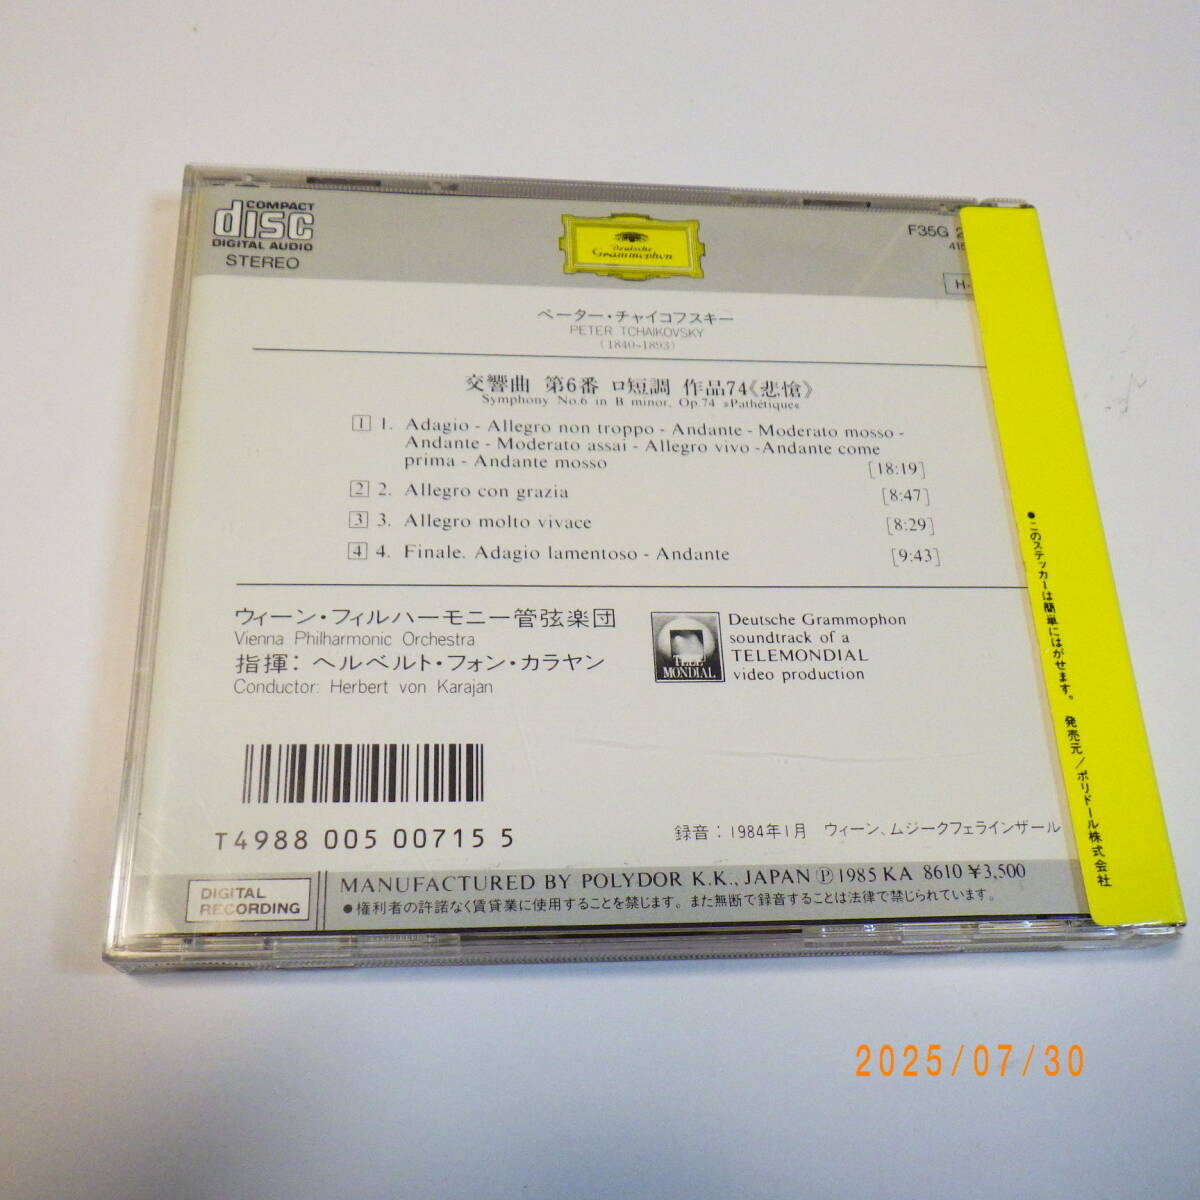 COMPACT
disc
DIGITAL AUDIO
STEREO
Deutsche
Grammophon
F35G
ペーター・チャイコフスキー
PETER TCHAIKOVSKY
(1840-1893)
交響曲 第6番 ロ短調 作品74《悲愴》
Symphony No.6 in B minor, Op.74 »Pathétique«
1 1. Adagio - Allegro non troppo - Andante - Moderato mosso -
Andante - Moderato assai - Allegro vivo - Andante come
prima - Andante mosso [18:19]
2 2. Allegro con grazia [8:47]
3 3. Allegro molto vivace [8:29]
4 4. Finale. Adagio lamentoso - Andante [9:43]
ウィーン・フィルハーモニー管弦楽団
Vienna Philharmonic Orchestra
指揮：ヘルベルト・フォン・カラヤン
Conductor: Herbert von Karajan
TELE
MONDIAL
Deutsche Grammophon
soundtrack of a
TELEMONDIAL
video production
T4988 005 00715 5
録音：1984年1月 ウィーン、ムジークフェラインザール
DIGITAL
RECORDING
MANUFACTURED BY POLYDOR K.K., JAPAN Ⓟ 1985 KA 8610 ¥3,500
●権利者の許諾なく賃貸業に使用することを禁じます。また無断で録音することは法律で禁じられています。
●このステッカーは簡単にはがせます。 発売元/ポリドール株式会社
2025/07/30